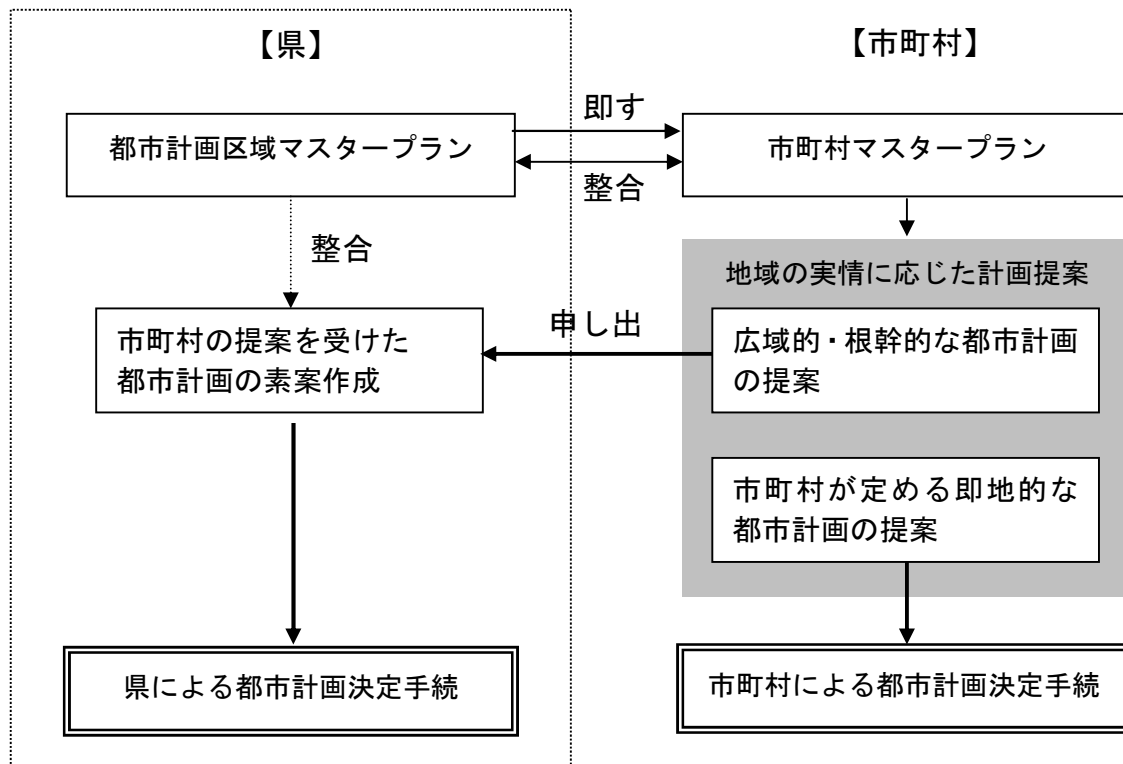 【県】
【市町村】
即す
都市計画区域マスタープラン
市町村マスタープラン
整合
整合
地域の実情に応じた計画提案
申し出
市町村の提案を受けた
都市計画の素案作成
広域的・根幹的な都市計画
の提案
市町村が定める即地的な
都市計画の提案
県による都市計画決定手続
市町村による都市計画決定手続